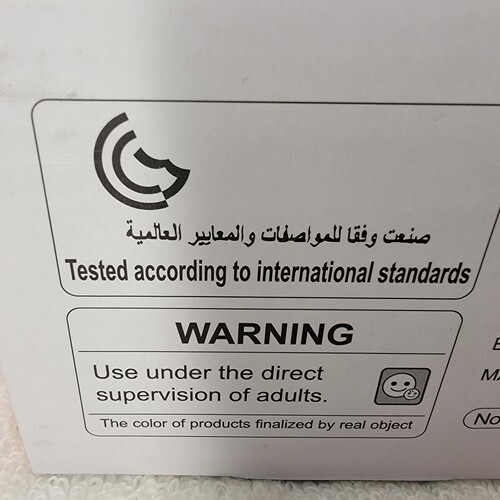 صنعت وفقا للمواصفات والمعايير العالمية
Tested according to international standards
WARNING
Use under the direct
supervision of adults.
The color of products finalized by real object
No